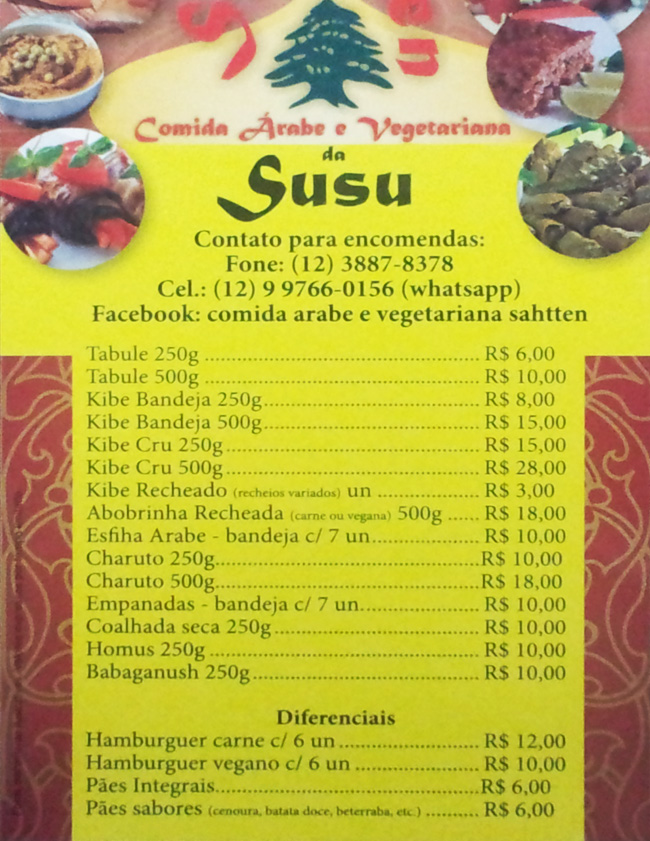 Comida Árabe e Vegetariana
da
Susu
Contato para encomendas:
Fone: (12) 3887-8378
Cel.: (12) 9 9766-0156 (whatsapp)
Facebook: comida arabe e vegetariana sahtten
Tabule 250g ........ R$ 6,00
Tabule 500g ........ R$ 10,00
Kibe Bandeja 250g ........ R$ 8,00
Kibe Bandeja 500g ........ R$ 15,00
Kibe Cru 250g ........ R$ 15,00
Kibe Cru 500g ........ R$ 28,00
Kibe Recheado (recheios variados) un ........ R$ 3,00
Abobrinha Recheada (carne ou vegana) 500g ...... R$ 18,00
Esfiha Arabe - bandeja c/ 7 un ........ R$ 10,00
Charuto 250g ........ R$ 10,00
Charuto 500g ........ R$ 18,00
Empanadas - bandeja c/ 7 un ........ R$ 10,00
Coalhada seca 250g ........ R$ 10,00
Homus 250g ........ R$ 10,00
Babaganush 250g ........ R$ 10,00
Diferenciais
Hamburguer carne c/ 6 un ........ R$ 12,00
Hamburguer vegano c/ 6 un ........ R$ 10,00
Pães Integrais ........ R$ 6,00
Pães sabores (cenoura, batata doce, beterraba, etc.) ........ R$ 6,00